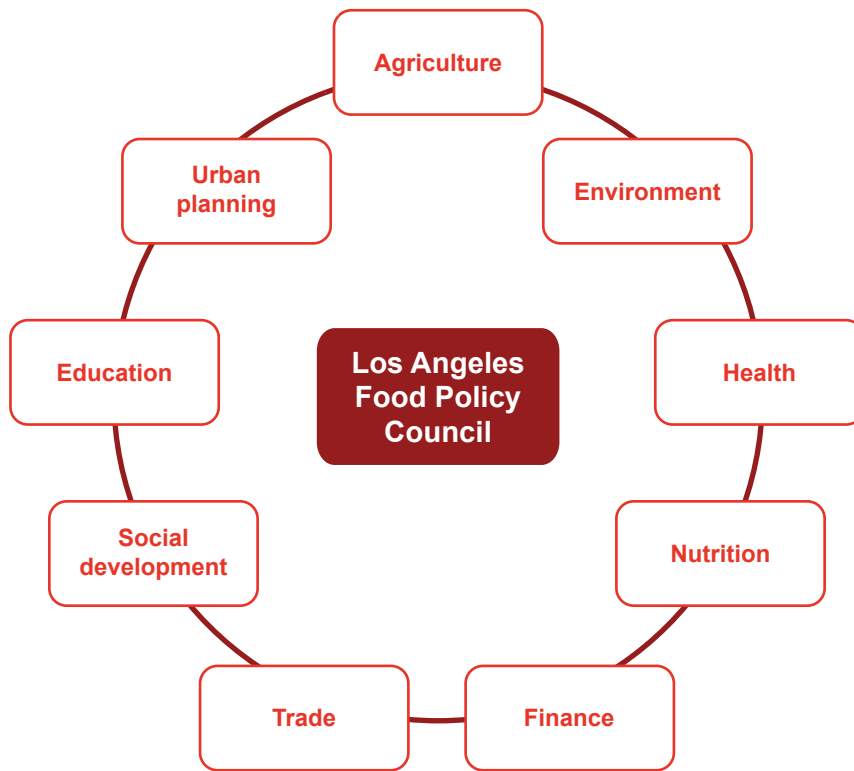 Agriculture
Urban
planning
Environment
Education
Los Angeles
Food Policy
Council
Health
Social
development
Nutrition
Trade
Finance